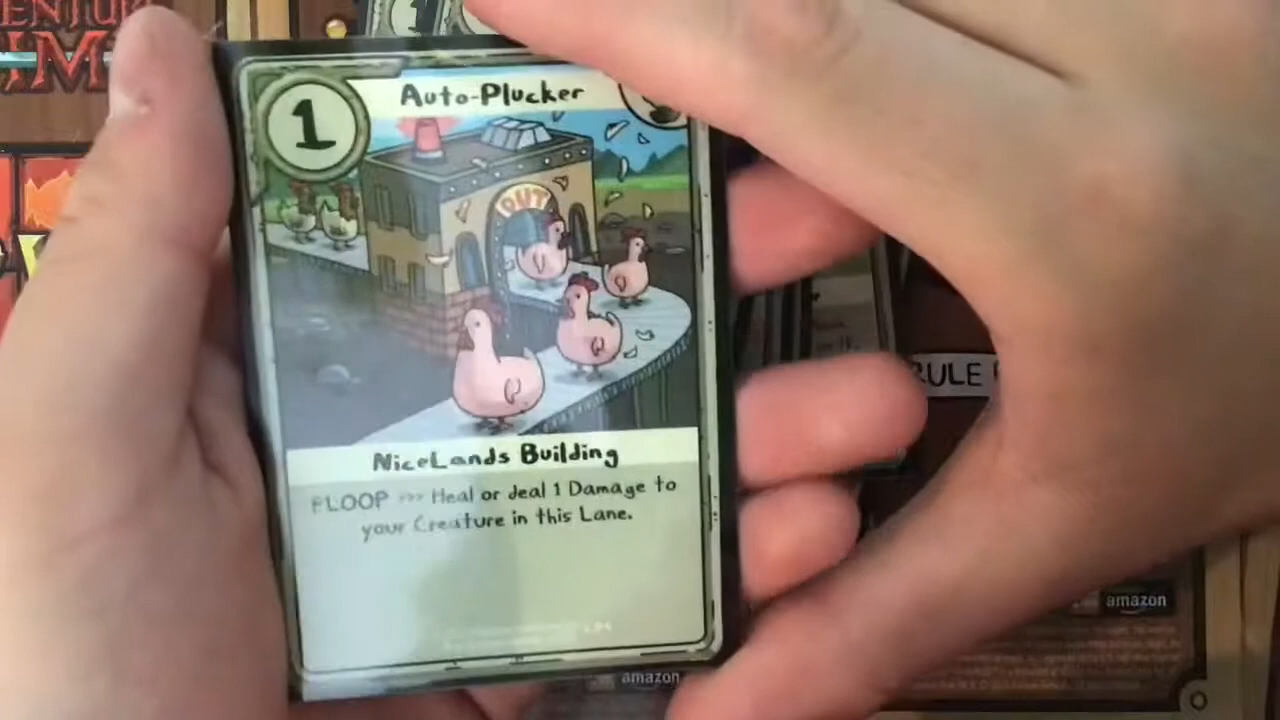 1
Auto-Plucker
OUT
NiceLands Building
FLOOP >>> Heal or deal 1 Damage to
your Creature in this Lane.
RULE
amazon
amazon